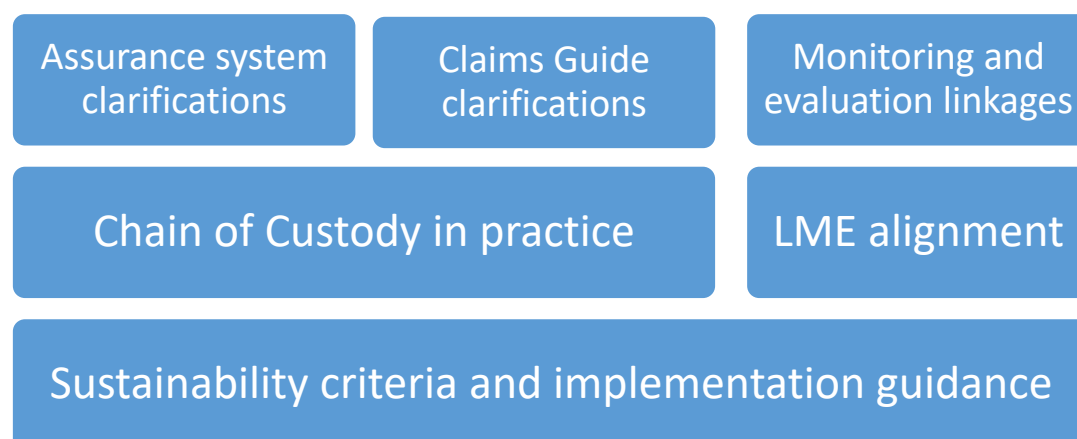 Assurance system
clarifications
Claims Guide
clarifications
Monitoring and
evaluation linkages
Chain of Custody in practice
LME alignment
Sustainability criteria and implementation guidance